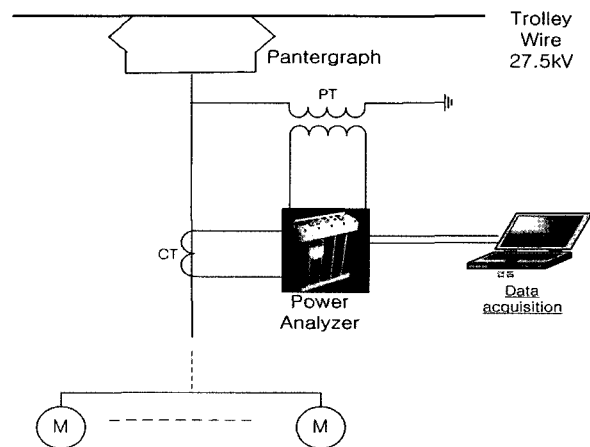 Trolley
Wire
27.5kV
Pantergraph
PT
CT
Power
Analyzer
Data
acquisition
M
M